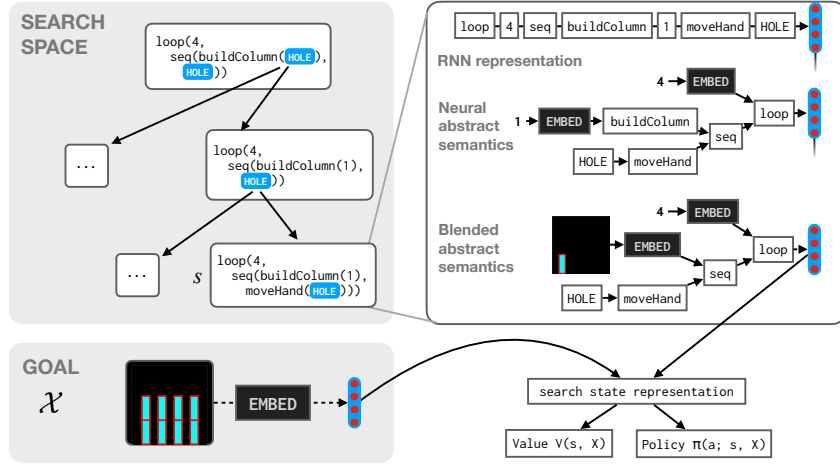 SEARCH
SPACE
loop(4,
seq(buildColumn(HOLE),
HOLE))
...
loop(4,
seq(buildColumn(1),
HOLE))
...
s
loop(4,
seq(buildColumn(1),
moveHand(HOLE)))
loop 4 seq buildColumn 1 moveHand HOLE
RNN representation
4 EMBED
Neural
abstract
semantics
1 EMBED buildColumn
loop
seq
HOLE moveHand
Blended
abstract
semantics
4 EMBED
EMBED
loop
seq
HOLE moveHand
GOAL
X
EMBED
search state representation
Value V(s, X)
Policy π(a; s, X)